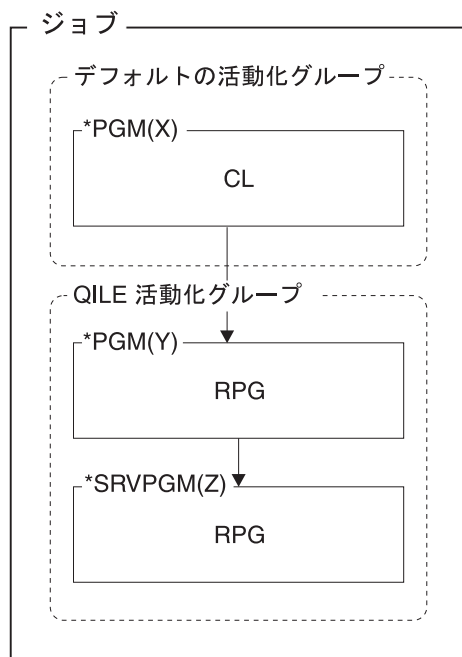 ジョブ
デフォルトの活動化グループ
*PGM(X)
CL
QILE 活動化グループ
*PGM(Y)
RPG
*SRVPGM(Z)
RPG